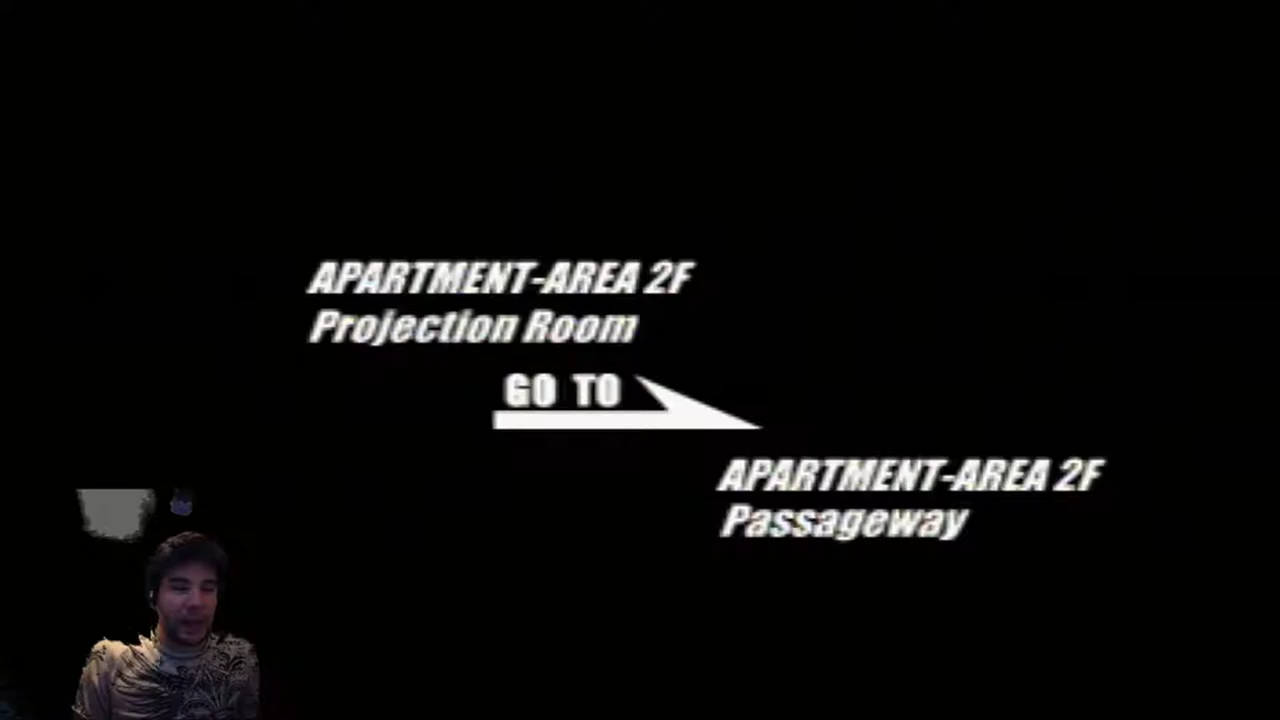 APARTMENT-AREA 2F
Projection Room
GO TO
APARTMENT-AREA 2F
Passageway